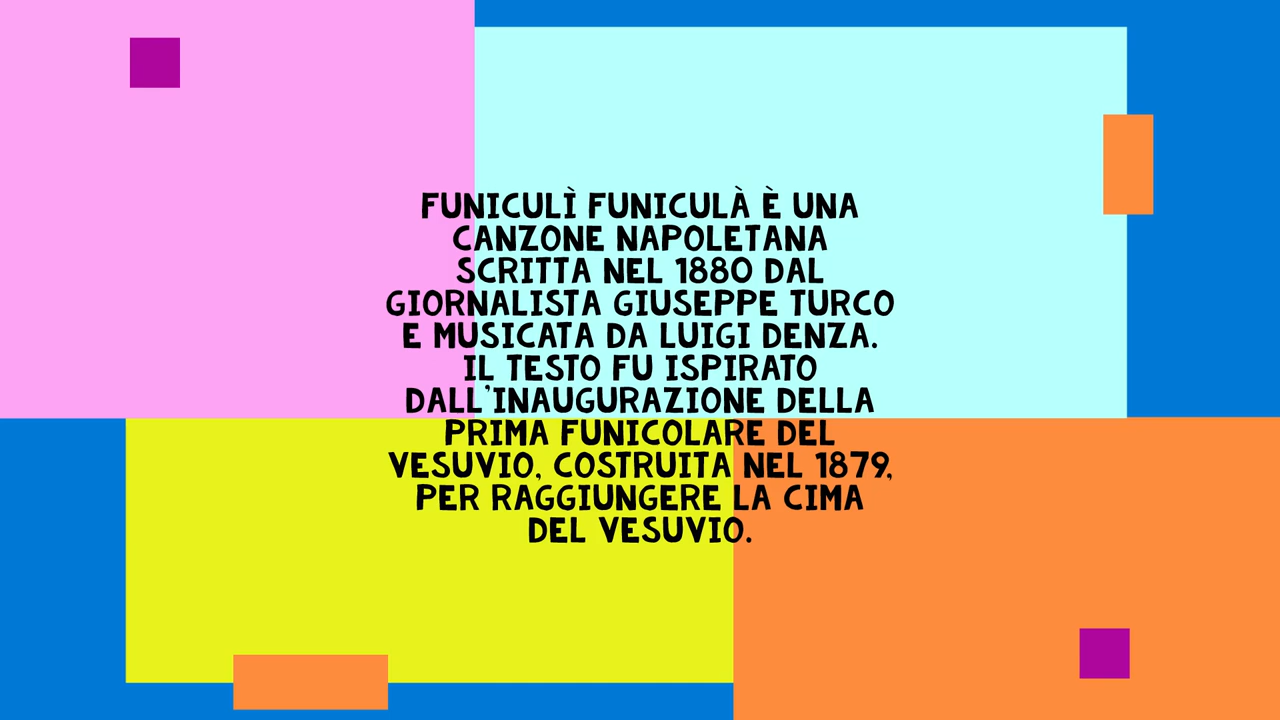 FUNICULÌ FUNICULÀ È UNA
CANZONE NAPOLETANA
SCRITTA NEL 1880 DAL
GIORNALISTA GIUSEPPE TURCO
E MUSICATA DA LUIGI DENZA.
IL TESTO FU ISPIRATO
DALL'INAUGURAZIONE DELLA
PRIMA FUNICOLARE DEL
VESUVIO, COSTRUITA NEL 1879,
PER RAGGIUNGERE LA CIMA
DEL VESUVIO.